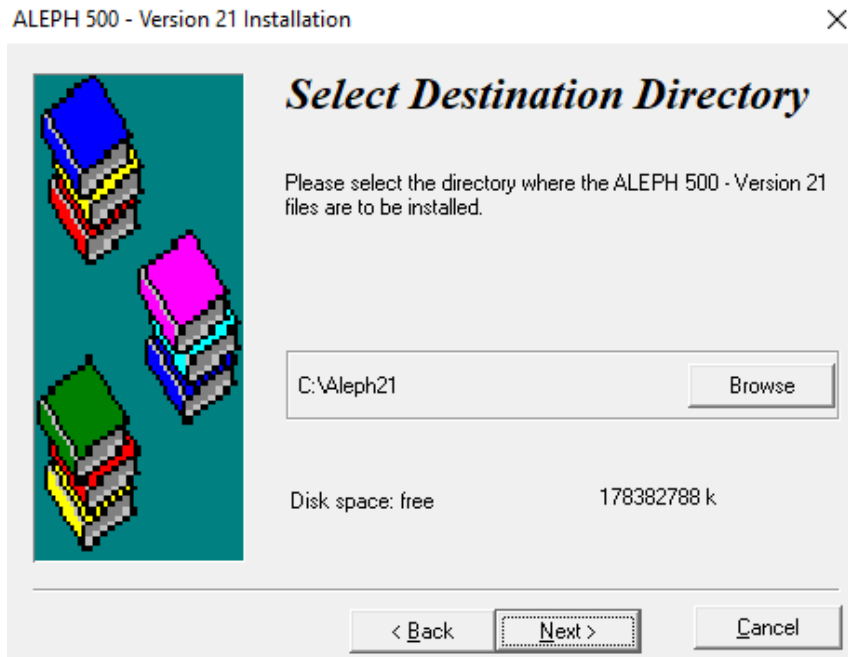 ALEPH 500 - Version 21 Installation
Select Destination Directory
Please select the directory where the ALEPH 500 - Version 21
files are to be installed.
C:\Aleph21
Browse
Disk space: free 178382788 k
< Back Next > Cancel